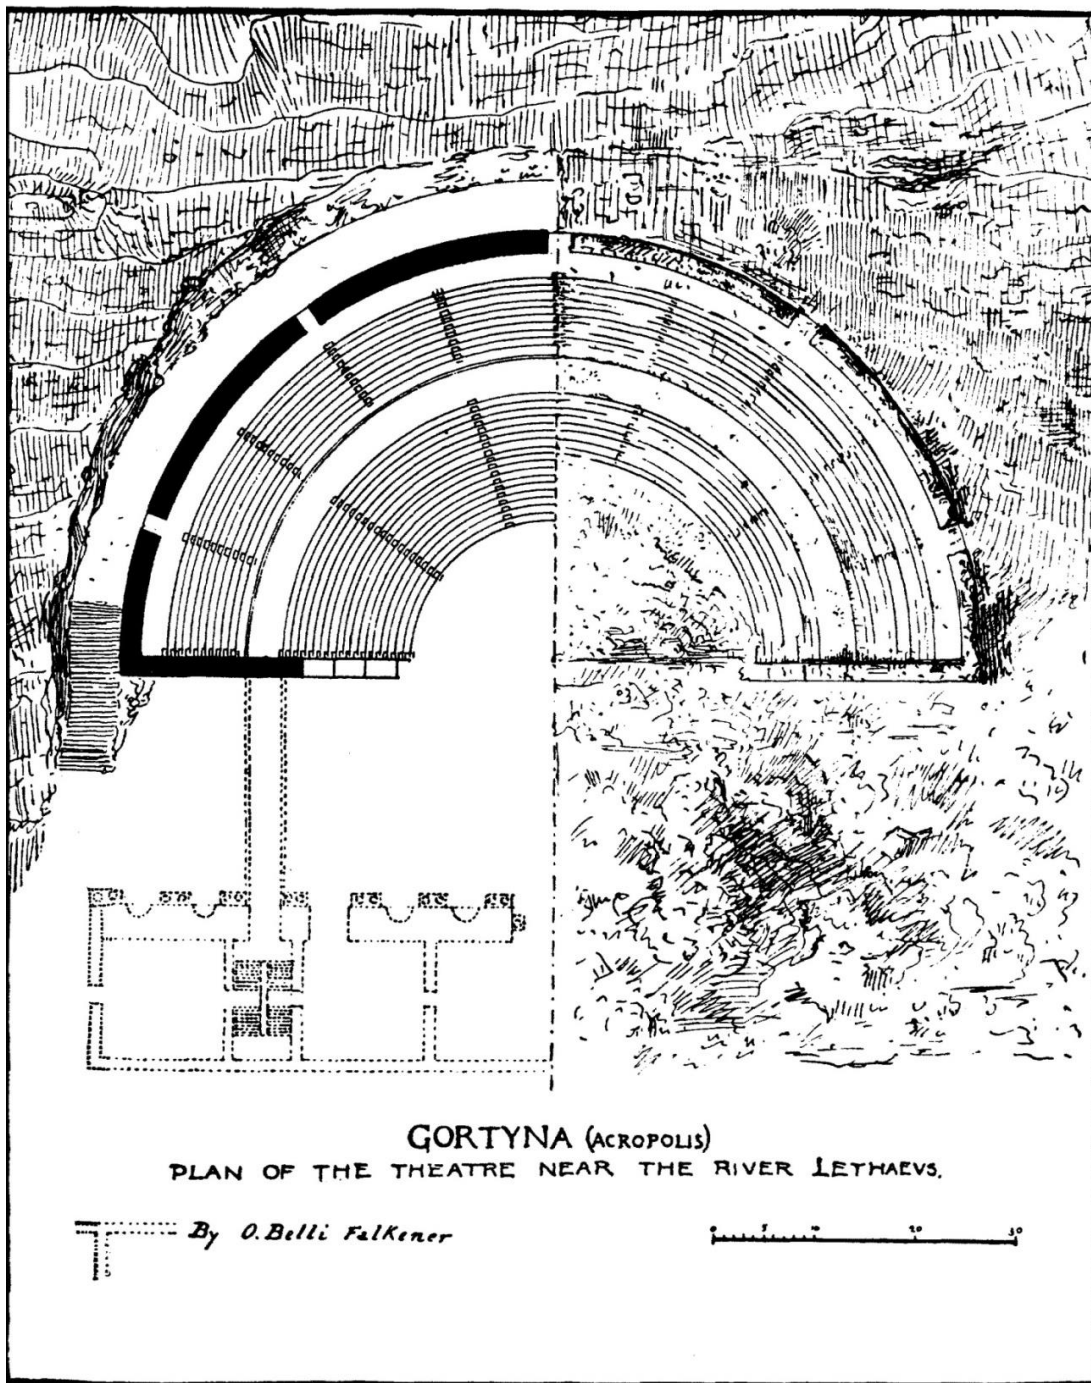 GORTYNA (ACROPOLIS)
PLAN OF THE THEATRE NEAR THE RIVER LETHAEVS.
By O. Belli Falkener
0 5 10 20 30